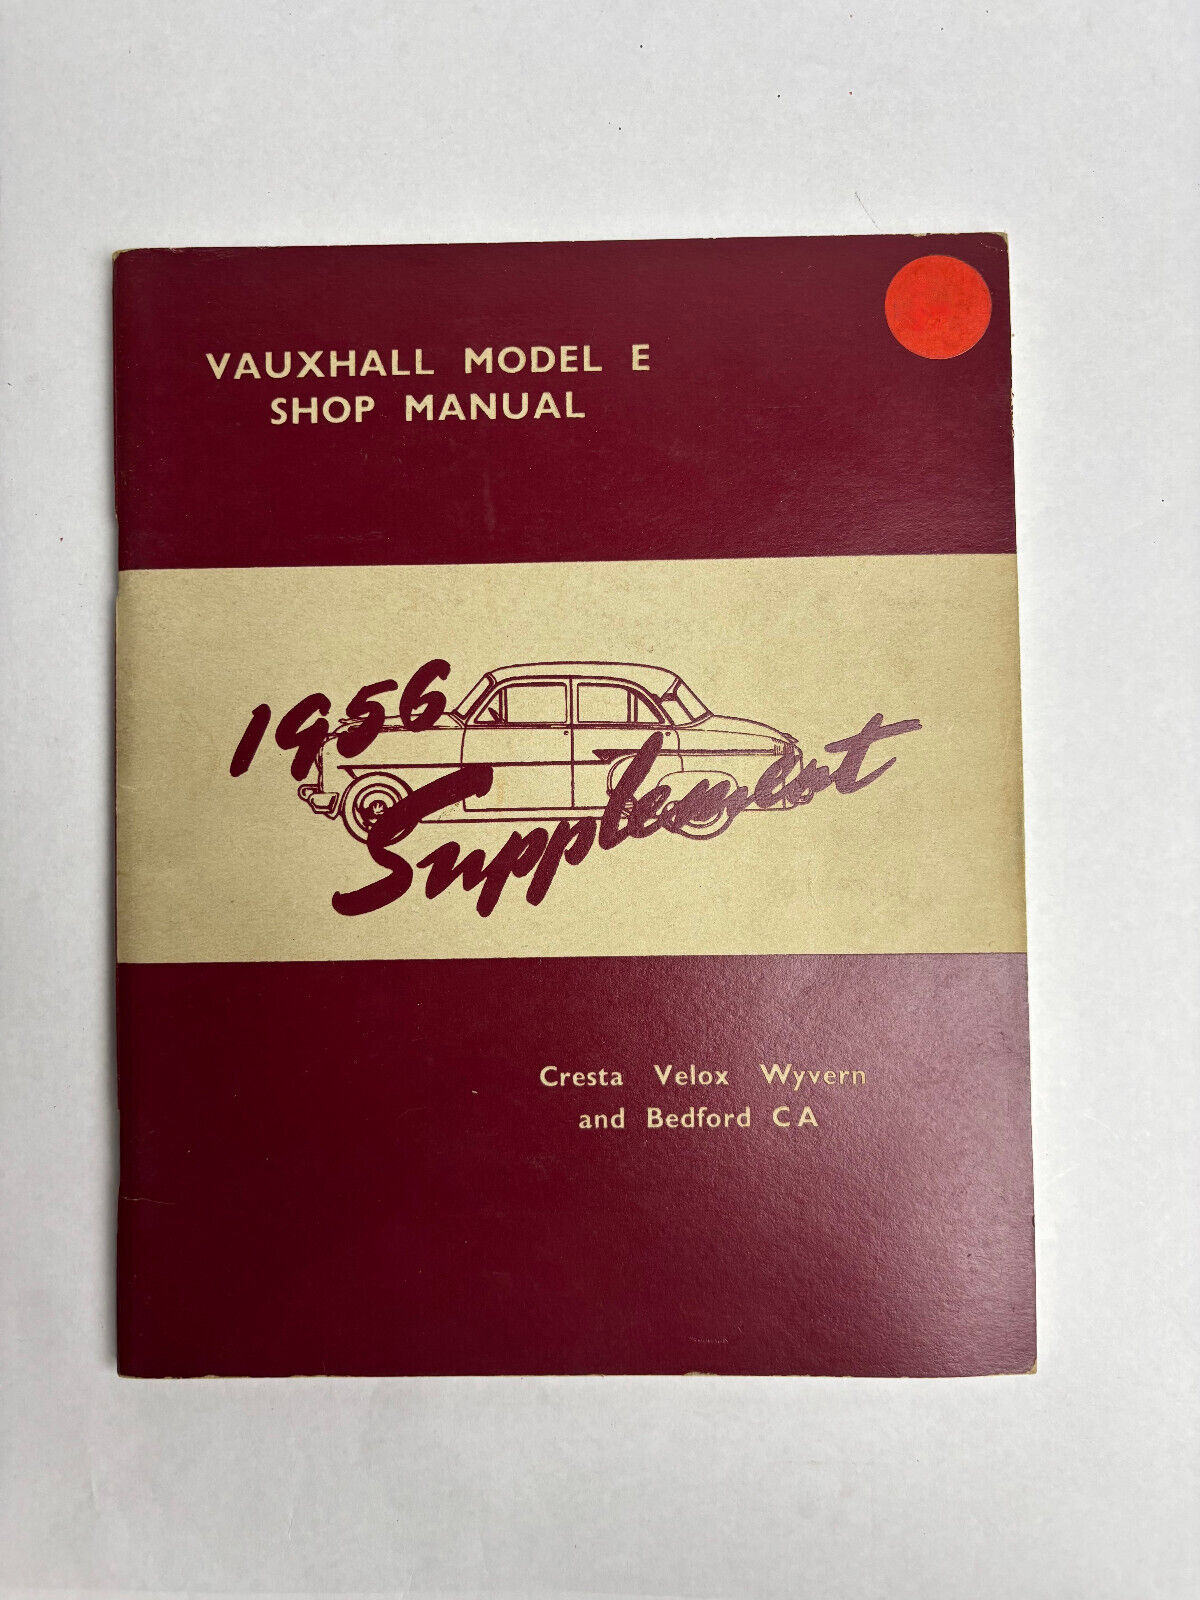 VAUXHALL MODEL E
SHOP MANUAL
1956
Supplement
Cresta Velox Wyvern
and Bedford CA